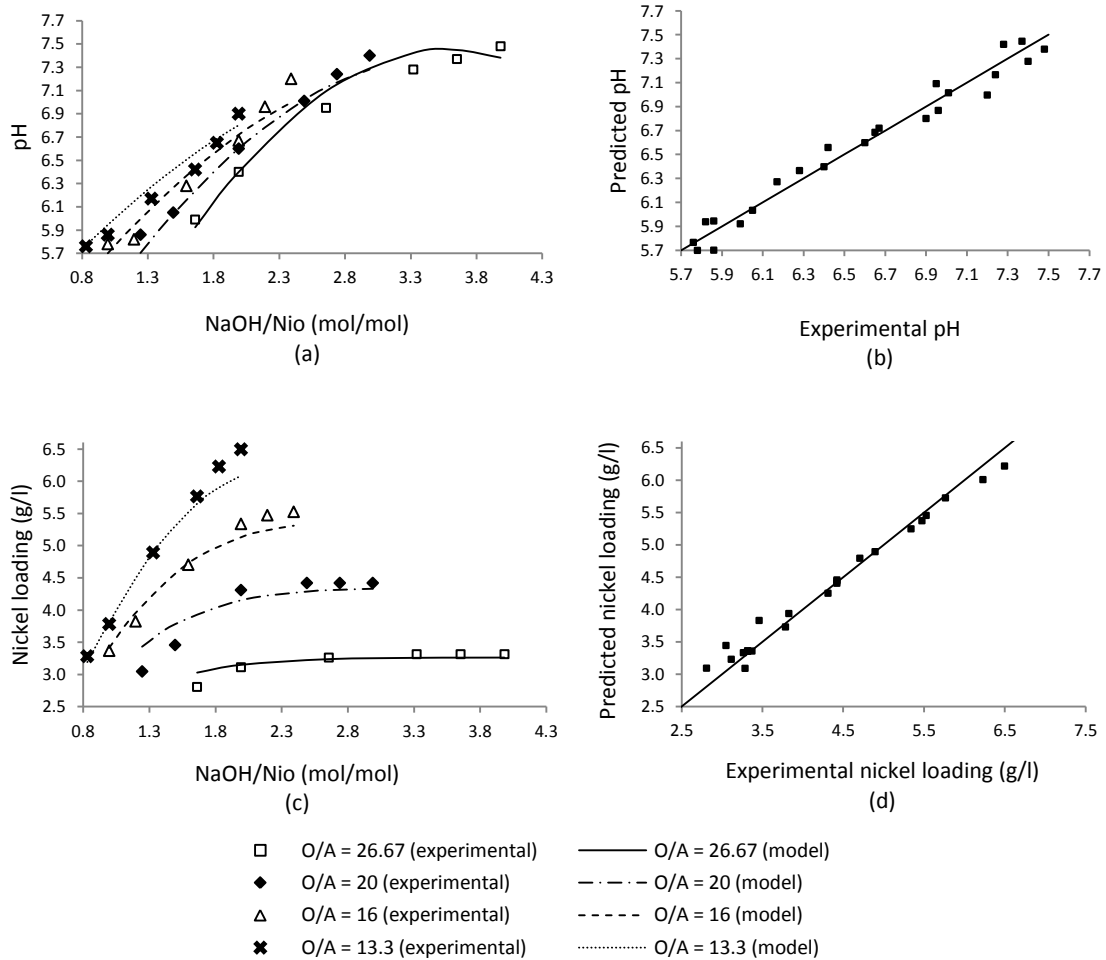 7.7
7.5
7.3
7.1
6.9
6.7
6.5
6.3
6.1
5.9
5.7
pH
0.8 1.3 1.8 2.3 2.8 3.3 3.8 4.3
NaOH/Nio (mol/mol)
(a)
7.7
7.5
7.3
7.1
6.9
6.7
6.5
6.3
6.1
5.9
5.7
Predicted pH
5.7 5.9 6.1 6.3 6.5 6.7 6.9 7.1 7.3 7.5 7.7
Experimental pH
(b)
6.5
6.0
5.5
5.0
4.5
4.0
3.5
3.0
2.5
Nickel loading (g/l)
0.8 1.3 1.8 2.3 2.8 3.3 3.8 4.3
NaOH/Nio (mol/mol)
(c)
6.5
6.0
5.5
5.0
4.5
4.0
3.5
3.0
2.5
Predicted nickel loading (g/l)
2.5 3.5 4.5 5.5 6.5 7.5
Experimental nickel loading (g/l)
(d)
O/A = 26.67 (experimental) O/A = 26.67 (model)
O/A = 20 (experimental) O/A = 20 (model)
O/A = 16 (experimental) O/A = 16 (model)
O/A = 13.3 (experimental) O/A = 13.3 (model)